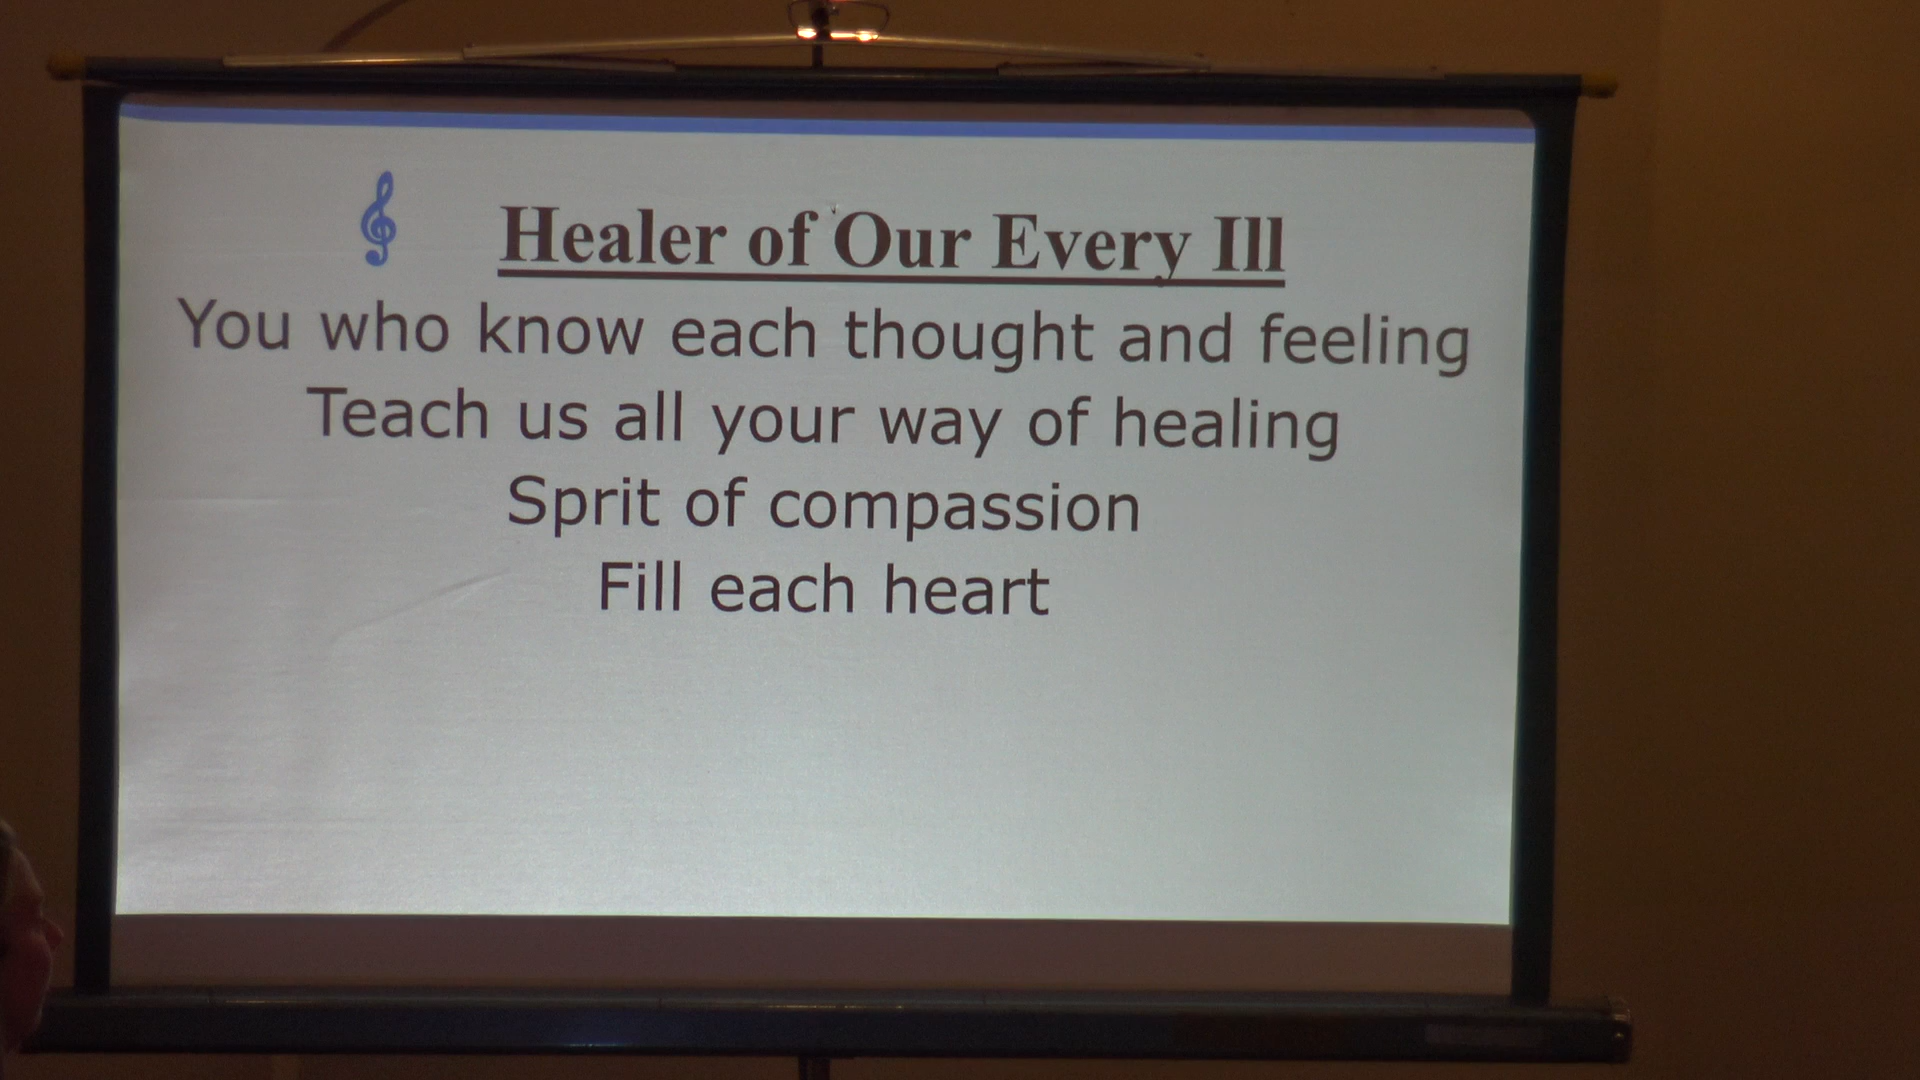 Healer of Our Every Ill
You who know each thought and feeling
Teach us all your way of healing
Sprit of compassion
Fill each heart